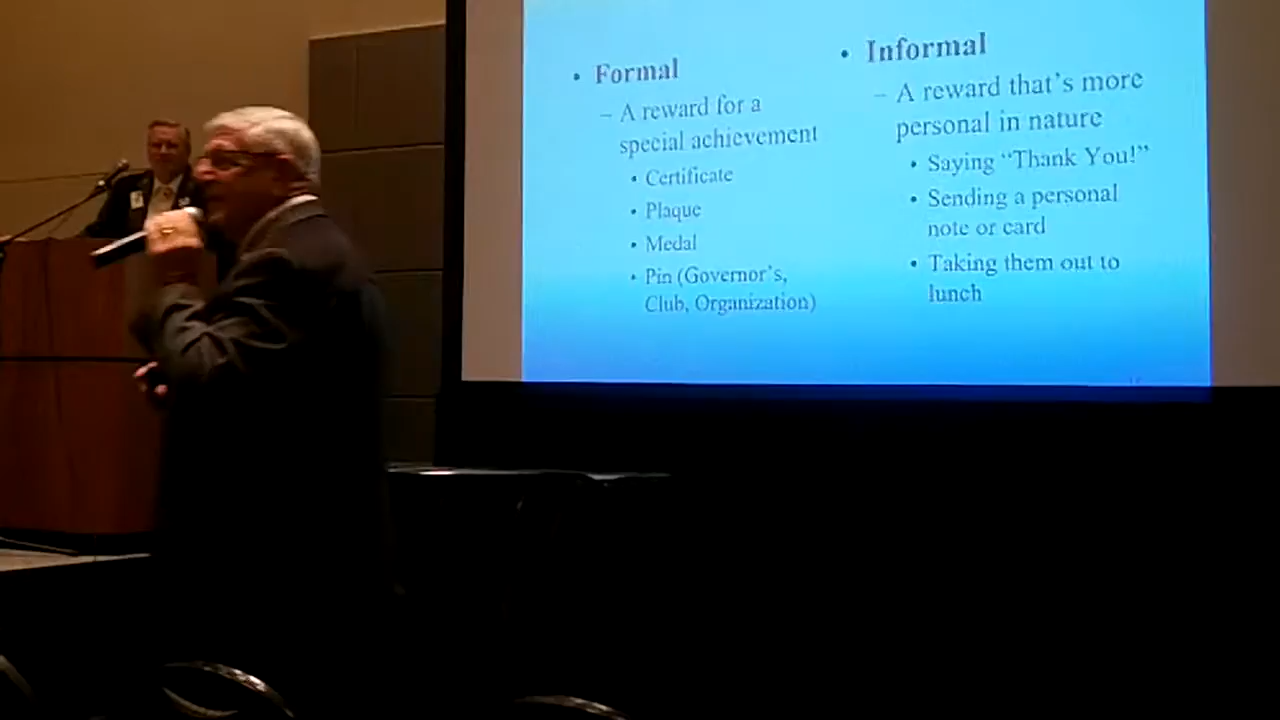 • Formal
– A reward for a
special achievement
• Certificate
• Plaque
• Medal
• Pin (Governor's,
Club, Organization)
• Informal
– A reward that's more
personal in nature
• Saying “Thank You!”
• Sending a personal
note or card
• Taking them out to
lunch